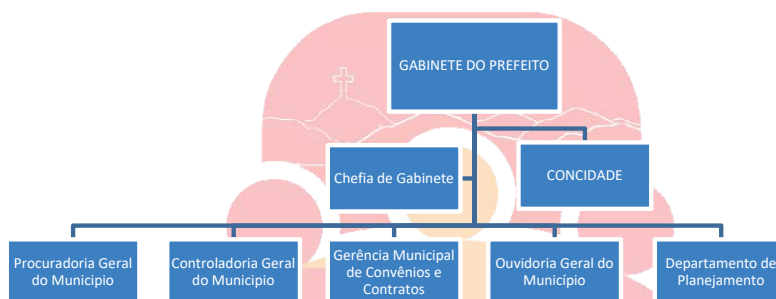 GABINETE DO PREFEITO
Chefia de Gabinete
CONCIDADE
Procuradoria Geral
do Municipio
Controladoria Geral
do Municipio
Gerência Municipal
de Convênios e
Contratos
Ouvidoria Geral do
Município
Departamento de
Planejamento